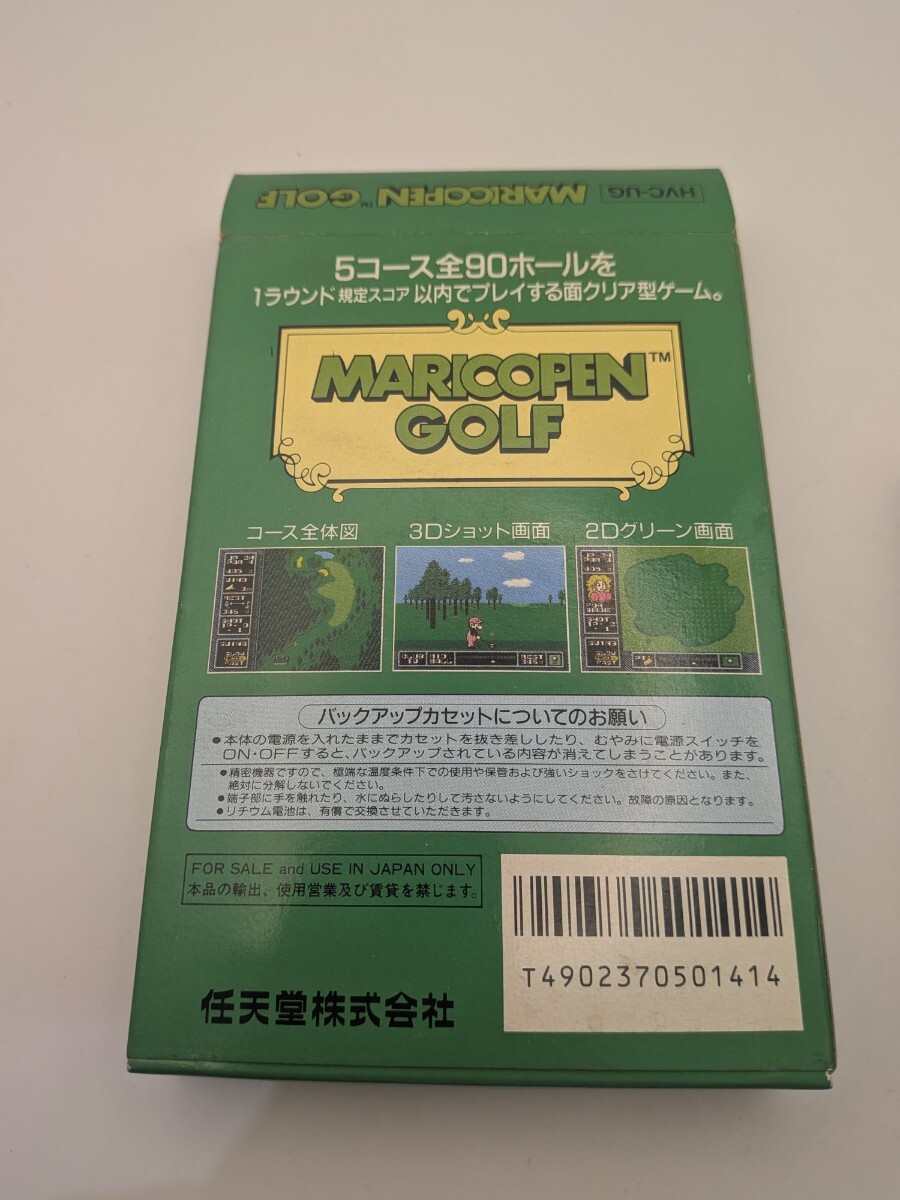 HVC-UG
MARIOOPEN™ GOLF
5コース全90ホールを
1ラウンド規定スコア以内でプレイする面クリア型ゲーム。
MARIOOPEN™
GOLF
コース全体図 3Dショット画面 2Dグリーン画面
バックアップカセットについてのお願い
●本体の電源を入れたままでカセットを抜き差ししたり、むやみに電源スイッチを
ON・OFFすると、バックアップされている内容が消えてしまうことがあります。
●精密機器ですので、極端な温度条件下での使用や保管および強いショックをさけてください。また、
絶対に分解しないでください。
●端子部に手を触れたり、水にぬらしたりして汚さないようにしてください。故障の原因となります。
●リチウム電池は、有償で交換させていただきます。
FOR SALE and USE IN JAPAN ONLY
本品の輸出、使用営業及び賃貸を禁じます。
T4902370501414
任天堂株式会社